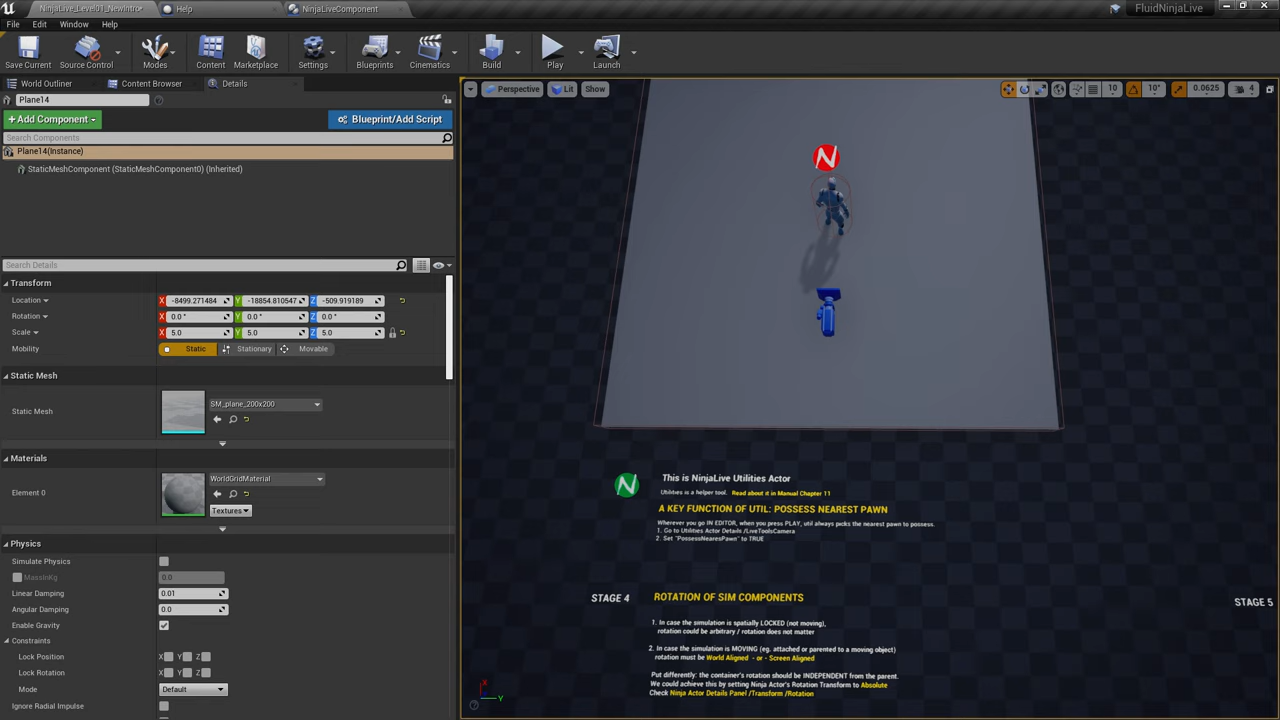 NinjaLive_Level01_NewIntro•
Help
NinjaLiveComponent
FluidNinjaLive
File
Edit
Window
Help
Save Current
Source Control
Modes
Content
Marketplace
Settings
Blueprints
Cinematics
Build
Play
Launch
World Outliner
Content Browser
Details
Perspective
Lit
Show
10
10°
0.0625
4
Plane14
+Add Component
Blueprint/Add Script
Search Components
Plane14(Instance)
StaticMeshComponent (StaticMeshComponent0) (Inherited)
Search Details
Transform
Location
X -8499.271484
Y -18854.810547
Z -509.919189
Rotation
X 0.0 °
Y 0.0 °
Z 0.0 °
Scale
X 5.0
Y 5.0
Z 5.0
Mobility
Static
Stationary
Movable
Static Mesh
Static Mesh
SM_plane_200x200
Materials
Element 0
WorldGridMaterial
Textures
Physics
Simulate Physics
MassInKg
0.0
Linear Damping
0.01
Angular Damping
0.0
Enable Gravity
Constraints
Lock Position
X Y Z
Lock Rotation
X Y Z
Mode
Default
Ignore Radial Impulse
N
N
This is NinjaLive Utilities Actor
Utilities is a helper tool. Read about it in Manual Chapter 11
A KEY FUNCTION OF UTIL: POSSESS NEAREST PAWN
Wherever you go IN EDITOR, when you press PLAY, util always picks the nearest pawn to possess.
1. Go to Utilities Actor Details /LiveToolsCamera
2. Set "PossessNearesPawn" to TRUE
STAGE 4
ROTATION OF SIM COMPONENTS
STAGE 5
1. In case the simulation is spatially LOCKED (not moving),
rotation could be arbitrary / rotation does not matter
2. In case the simulation is MOVING (eg. attached or parented to a moving object)
rotation must be World Aligned - or - Screen Aligned
Put differently: the container's rotation should be INDEPENDENT from the parent.
We could achieve this by setting Ninja Actor's Rotation Transform to Absolute
Check Ninja Actor Details Panel /Transform /Rotation
X
Y